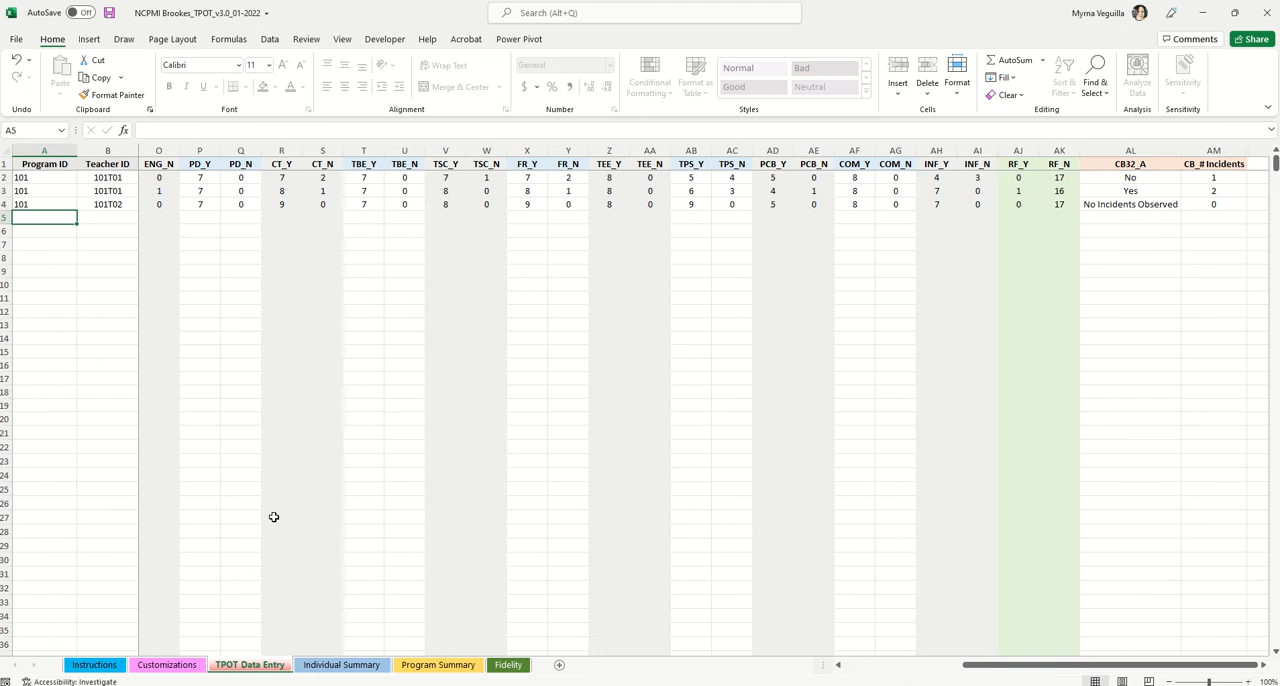 AutoSave Off NCPMI Brookes_TPOT_v3.0_01-2022 Search (Alt+Q) Myrna Veguilla
File Home Insert Draw Page Layout Formulas Data Review View Developer Help Acrobat Power Pivot Comments Share
Paste Cut Copy Format Painter
Calibri 11 B I U A
Wrap Text Merge & Center
General $ %
Conditional Formatting Format as Table
Normal Bad
Good Neutral
Insert Delete Format
AutoSum Fill Clear Sort & Filter Find & Select
Analyze Data Sensitivity
Undo Clipboard Font Alignment Number Styles Cells Editing Analysis Sensitivity
A5 fx
A B O P Q R S T U V W X Y Z AA AB AC AD AE AF AG AH AI AJ AK AL AM
1 Program ID Teacher ID ENG_N PD_Y PD_N CT_Y CT_N TBE_Y TBE_N TSC_Y TSC_N FR_Y FR_N TEE_Y TEE_N TPS_Y TPS_N PCB_Y PCB_N COM_Y COM_N INF_Y INF_N RF_Y RF_N CB32_A CB_# Incidents
2 101 101T01 0 7 0 7 2 7 0 7 1 7 2 8 0 5 4 5 0 8 0 4 3 0 17 No 1
3 101 101T01 1 7 0 8 1 7 0 8 0 8 1 8 0 6 3 4 1 8 0 7 0 1 16 Yes 2
4 101 101T02 0 7 0 9 0 7 0 8 0 9 0 8 0 9 0 5 0 8 0 7 0 0 17 No Incidents Observed 0
5
6
7
8
9
10
11
12
13
14
15
16
17
18
19
20
21
22
23
24
25
26
27
28
29
30
31
32
33
34
35
36
Instructions Customizations TPOT Data Entry Individual Summary Program Summary Fidelity
Accessibility: Investigate 100%